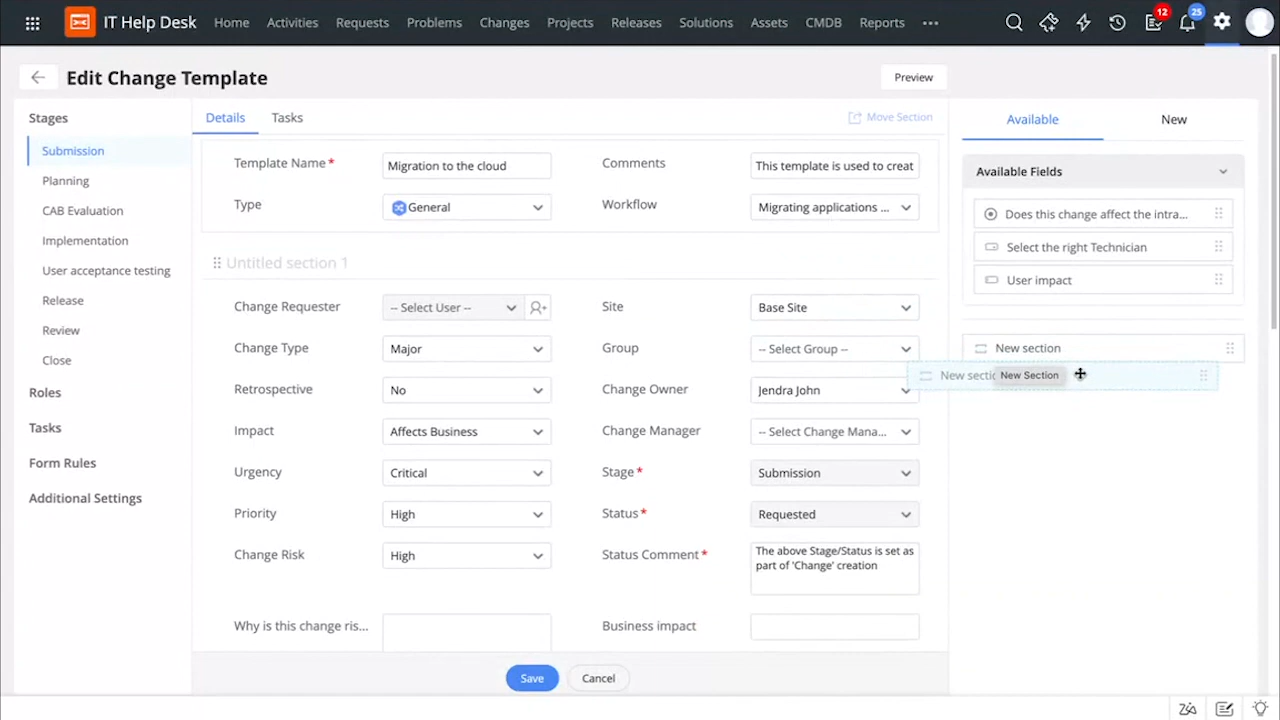 IT Help Desk Home Activities Requests Problems Changes Projects Releases Solutions Assets CMDB Reports ••• 12 25
Edit Change Template Preview
Stages
Submission
Planning
CAB Evaluation
Implementation
User acceptance testing
Release
Review
Close
Roles
Tasks
Form Rules
Additional Settings
Details Tasks Move Section
Template Name* Migration to the cloud Comments This template is used to creat
Type General Workflow Migrating applications ...
Untitled section 1
Change Requester -- Select User -- Site Base Site
Change Type Major Group -- Select Group --
Retrospective No Change Owner Jendra John
Impact Affects Business Change Manager -- Select Change Mana...
Urgency Critical Stage* Submission
Priority High Status* Requested
Change Risk High Status Comment* The above Stage/Status is set as
part of 'Change' creation
Why is this change ris... Business impact
Save Cancel
Available New
Available Fields
Does this change affect the intra...
Select the right Technician
User impact
New section
New sectio New Section